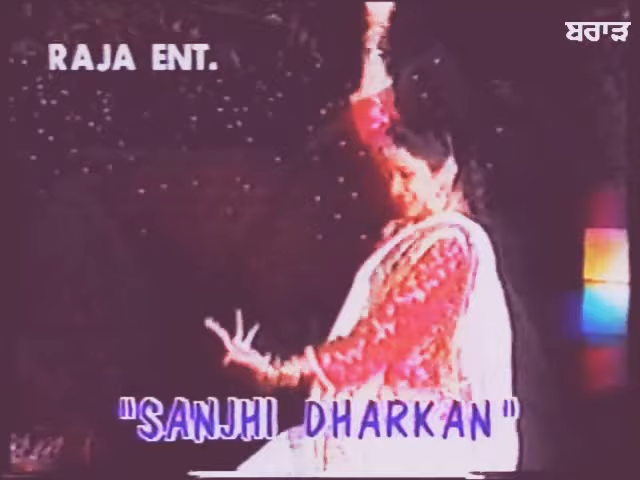 ਬਰਾੜ
RAJA ENT.
"SANJHI DHARKAN"